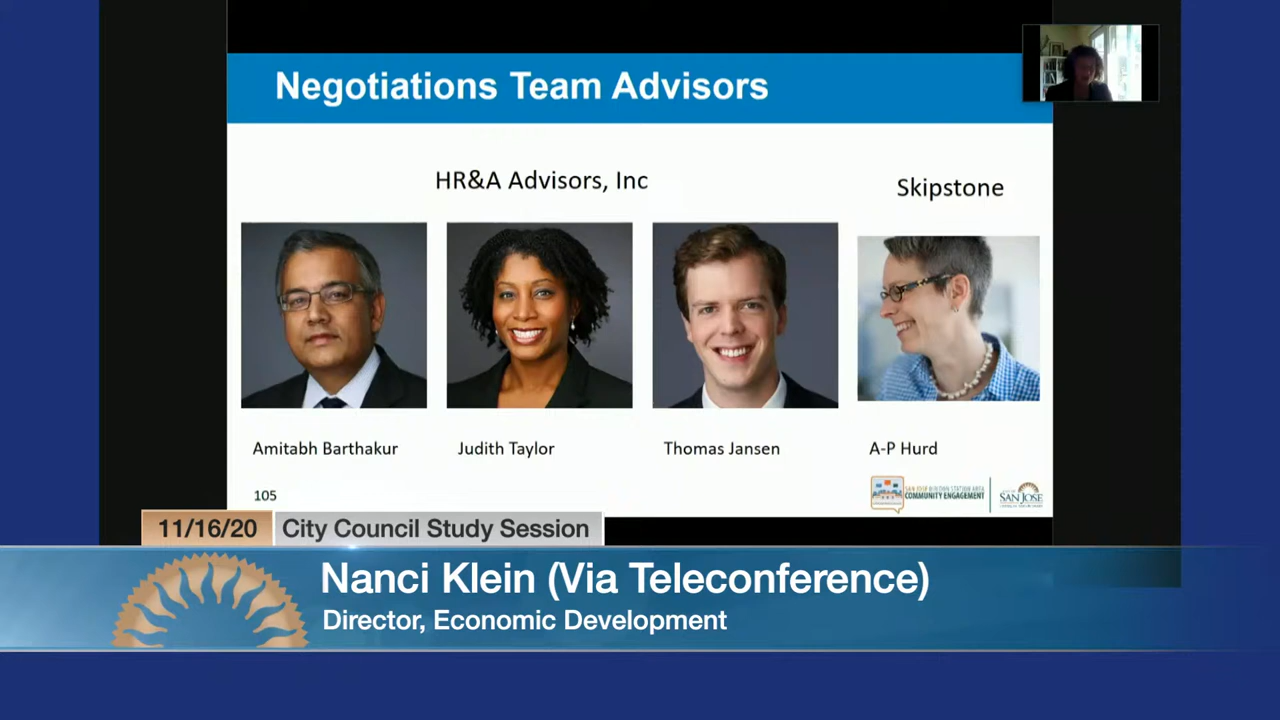 Negotiations Team Advisors
HR&A Advisors, Inc
Skipstone
Amitabh Barthakur
Judith Taylor
Thomas Jansen
A-P Hurd
105
COMMUNITY ENGAGEMENT
SAN JOSE
11/16/20
City Council Study Session
Nanci Klein (Via Teleconference)
Director, Economic Development